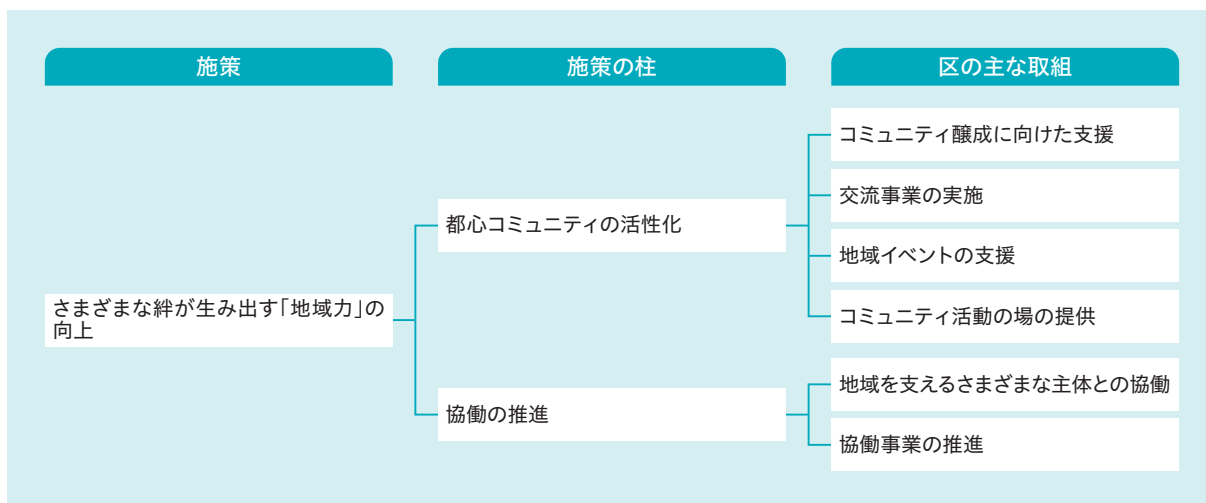 施策
施策の柱
区の主な取組
さまざまな絆が生み出す「地域力」の
向上
都心コミュニティの活性化
コミュニティ醸成に向けた支援
交流事業の実施
地域イベントの支援
コミュニティ活動の場の提供
協働の推進
地域を支えるさまざまな主体との協働
協働事業の推進